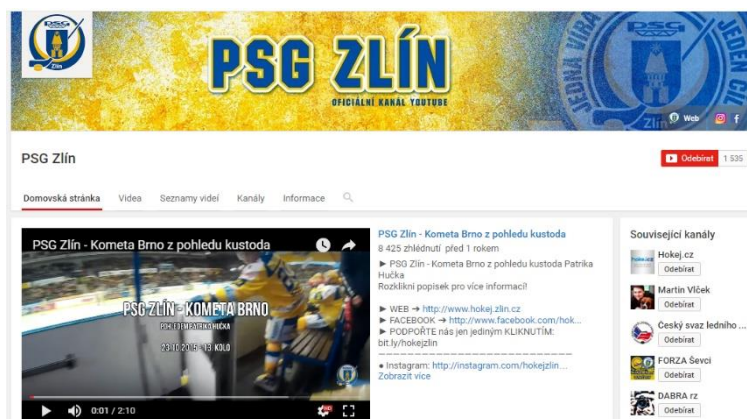 PSG
Zlín
PSG ZLÍN
OFICIÁLNÍ KANÁL YOUTUBE
JEDNA VÍRA
PSG
JEDEN CÍL
Zlín
Web
PSG Zlín
Odebírat 1 535
Domovská stránka Videa Seznamy videí Kanály Informace
PSG Zlín - Kometa Brno z pohledu kustoda
PSG ZLÍN - KOMETA BRNO
POHLEDEM PATRIKA HUČKA
23.10.2015 - 13. KOLO
0:01 / 2:10
PSG Zlín - Kometa Brno z pohledu kustoda
8 425 zhlédnutí před 1 rokem
► PSG Zlín - Kometa Brno z pohledu kustoda Patrika
Hučka
Rozklikni popisek pro více informací!
► WEB → http://www.hokej.zlin.cz
► FACEBOOK → http://www.facebook.com/hok...
► PODPOŘTE nás jen jediným KLIKNUTÍM:
bit.ly/hokejzlin
● Instagram: http://instagram.com/hokejzlin...
Zobrazit více
Související kanály
Hokej.cz
Odebírat
Martin Vlček
Odebírat
Český svaz ledního ...
Odebírat
FORZA Ševci
Odebírat
DABRA rz
Odebírat